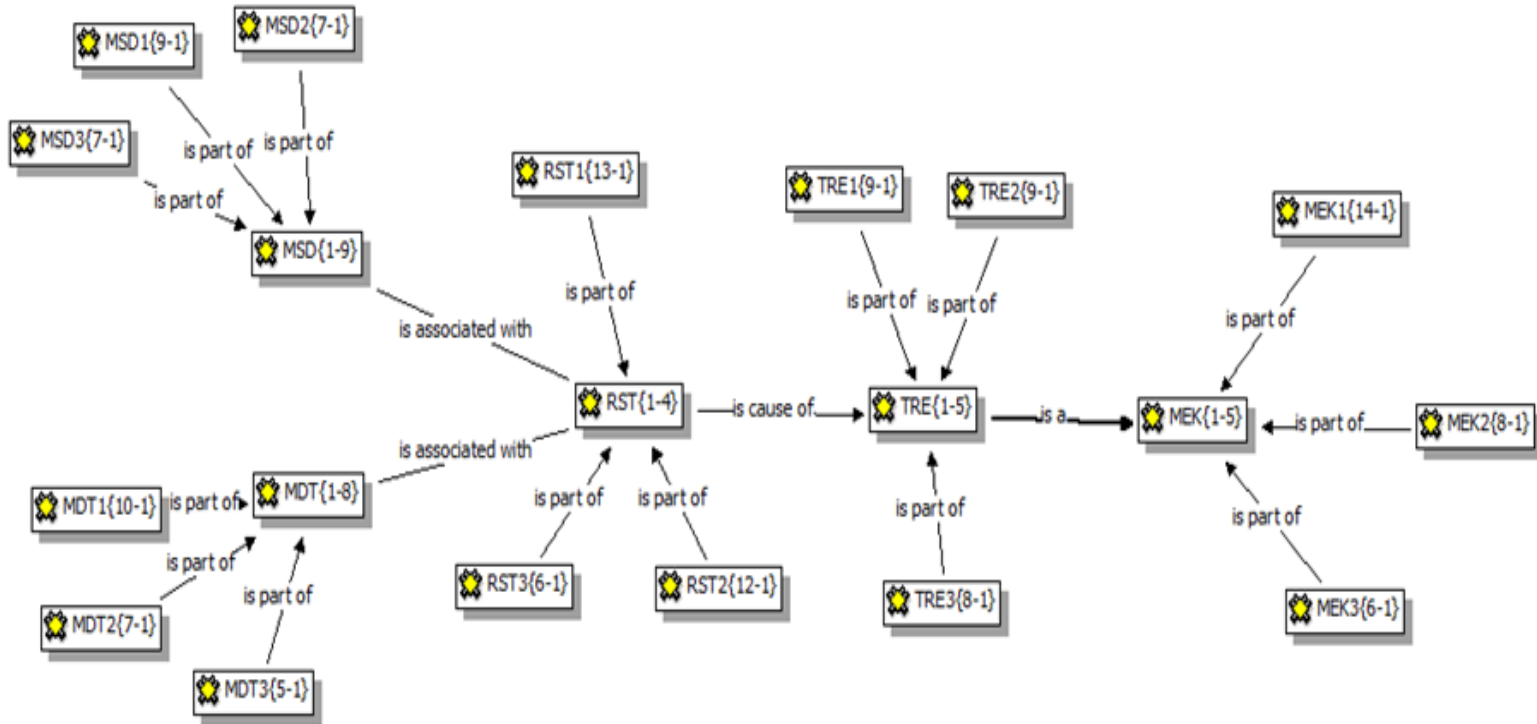 MSD1{9-1}
MSD2{7-1}
MSD3{7-1}
is part of
is part of
is part of
MSD{1-9}
is associated with
RST1{13-1}
is part of
TRE1{9-1}
TRE2{9-1}
is part of
is part of
MEK1{14-1}
is part of
RST{1-4}
is cause of
TRE{1-5}
is a
MEK{1-5}
is part of
MEK2{8-1}
is associated with
MDT{1-8}
MDT1{10-1}
is part of
is part of
is part of
MDT2{7-1}
MDT3{5-1}
is part of
is part of
RST3{6-1}
RST2{12-1}
is part of
TRE3{8-1}
is part of
MEK3{6-1}